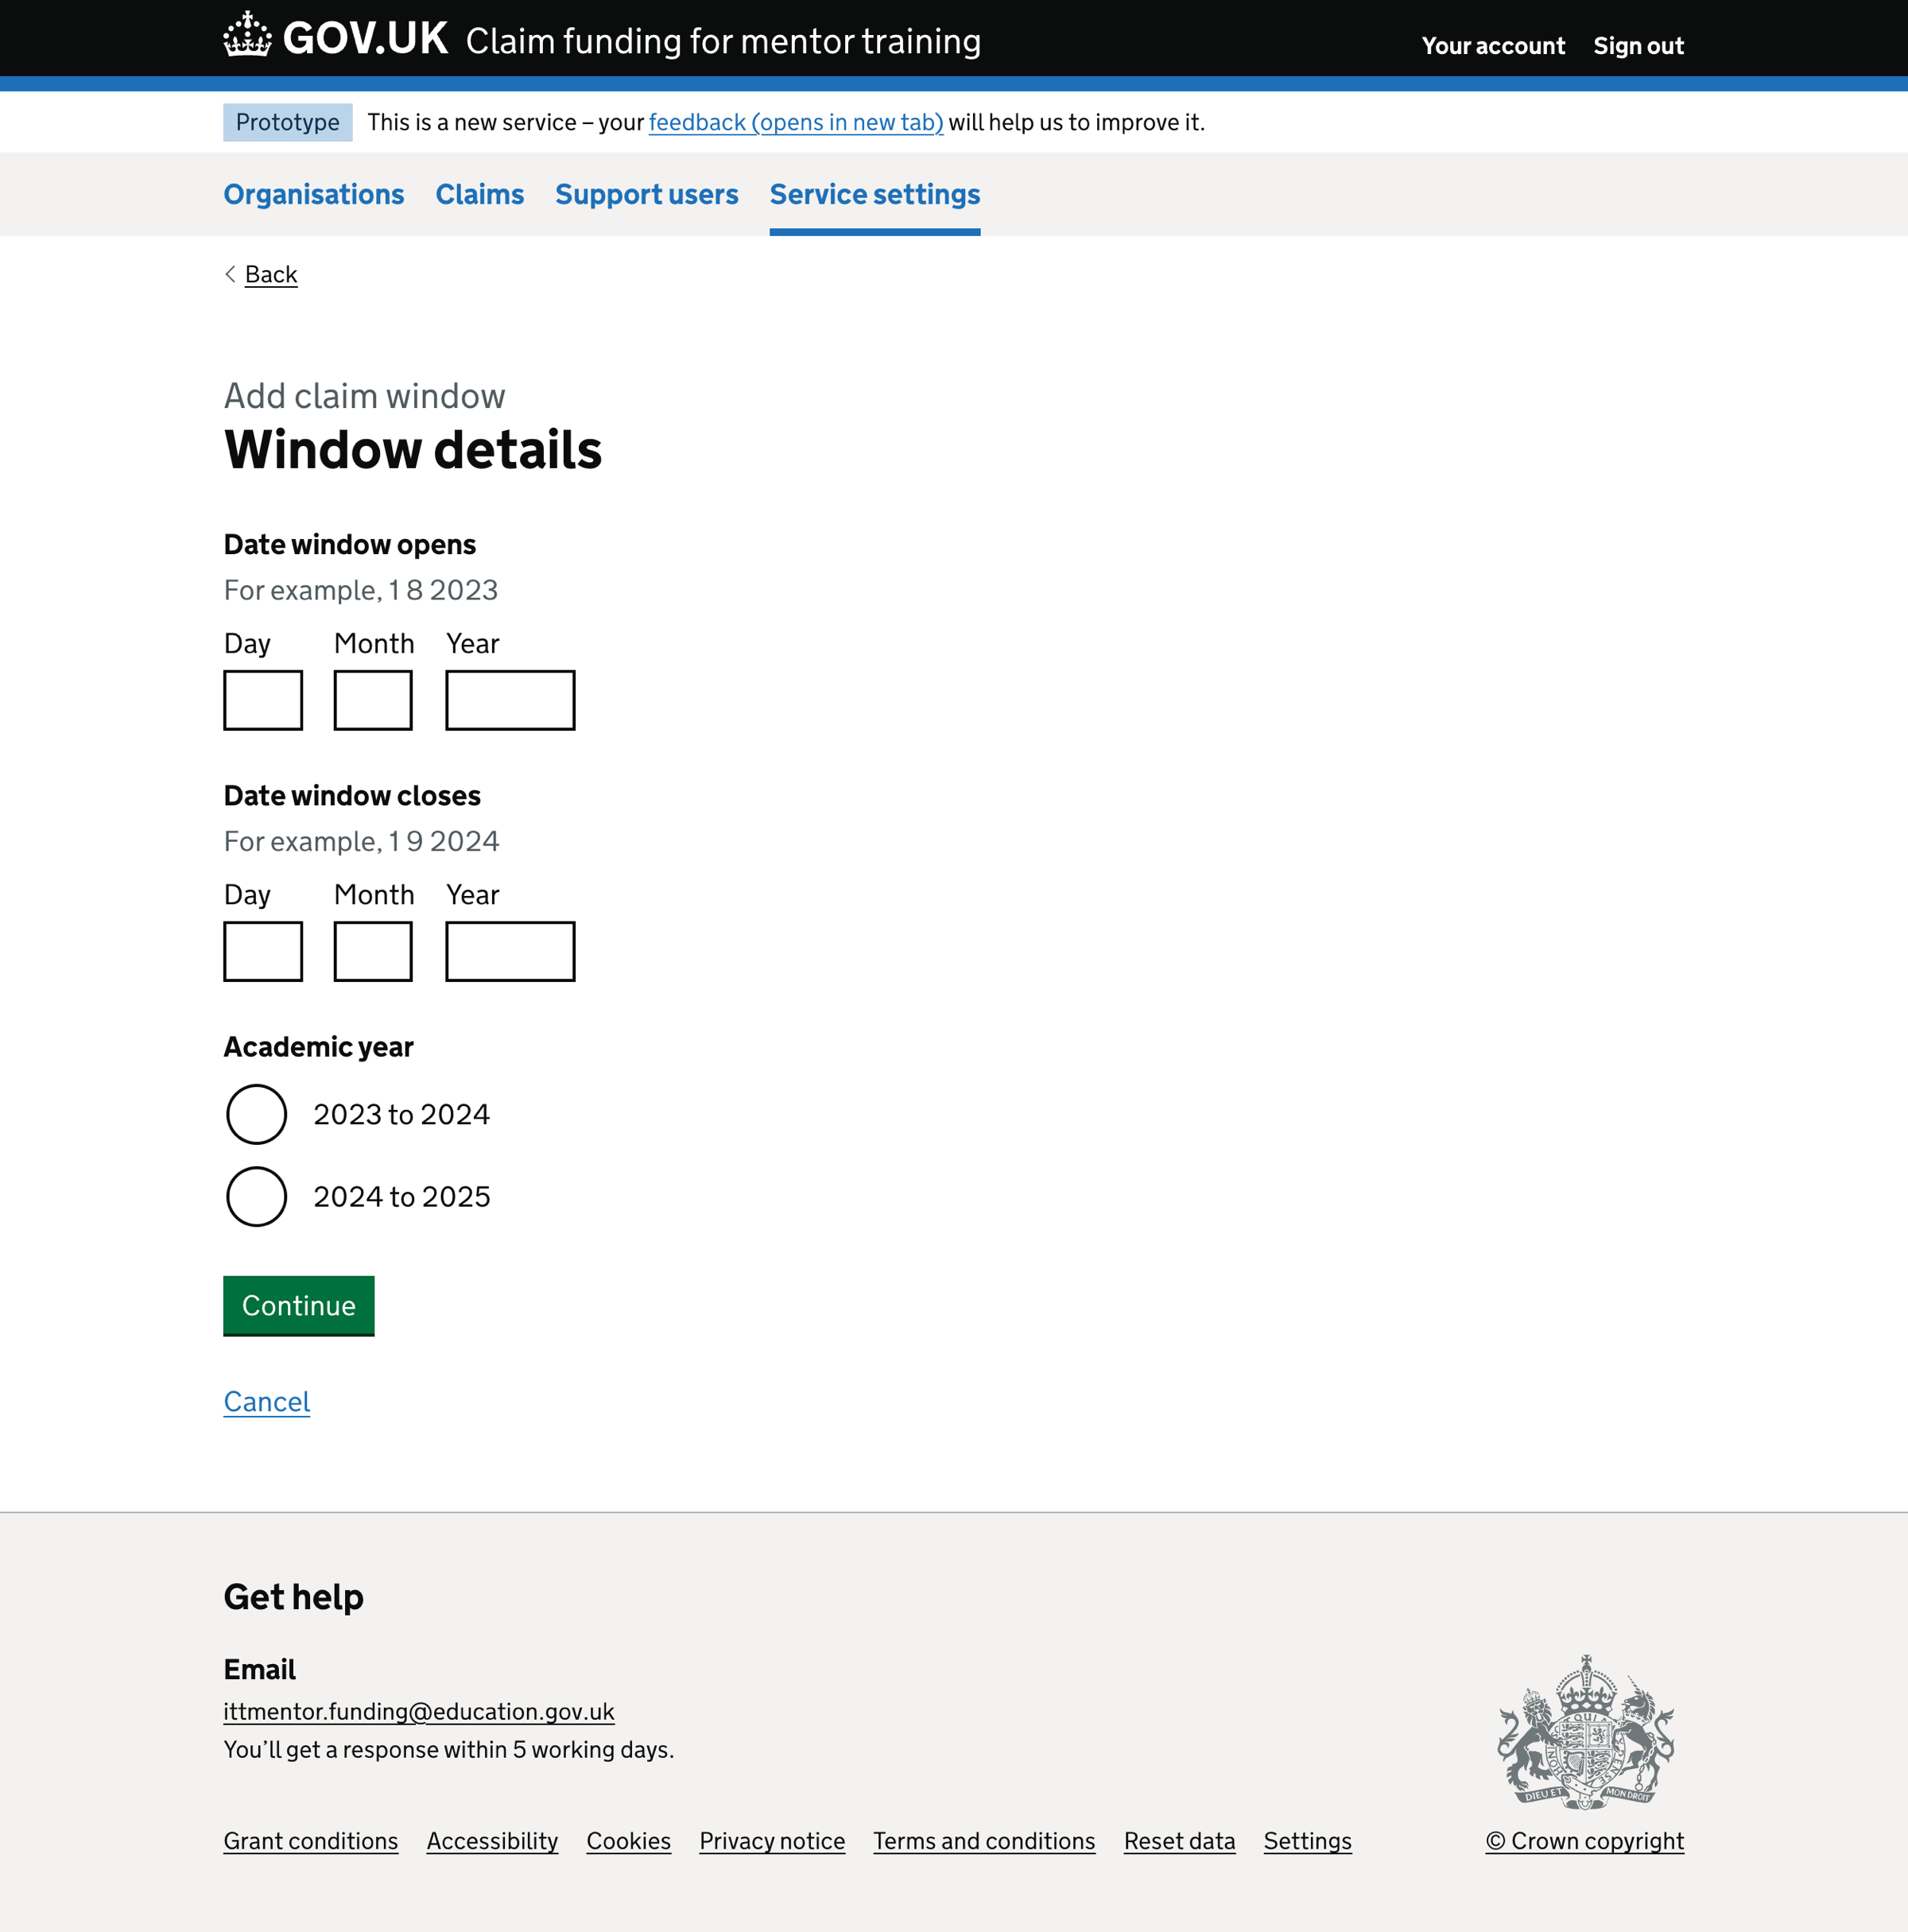 GOV.UK Claim funding for mentor training Your account Sign out
Prototype This is a new service – your feedback (opens in new tab) will help us to improve it.
Organisations Claims Support users Service settings
Back
Add claim window
Window details
Date window opens
For example, 1 8 2023
Day Month Year
Date window closes
For example, 1 9 2024
Day Month Year
Academic year
2023 to 2024
2024 to 2025
Continue
Cancel
Get help
Email
ittmentor.funding@education.gov.uk
You’ll get a response within 5 working days.
DIEU ET MON DROIT
Grant conditions Accessibility Cookies Privacy notice Terms and conditions Reset data Settings © Crown copyright